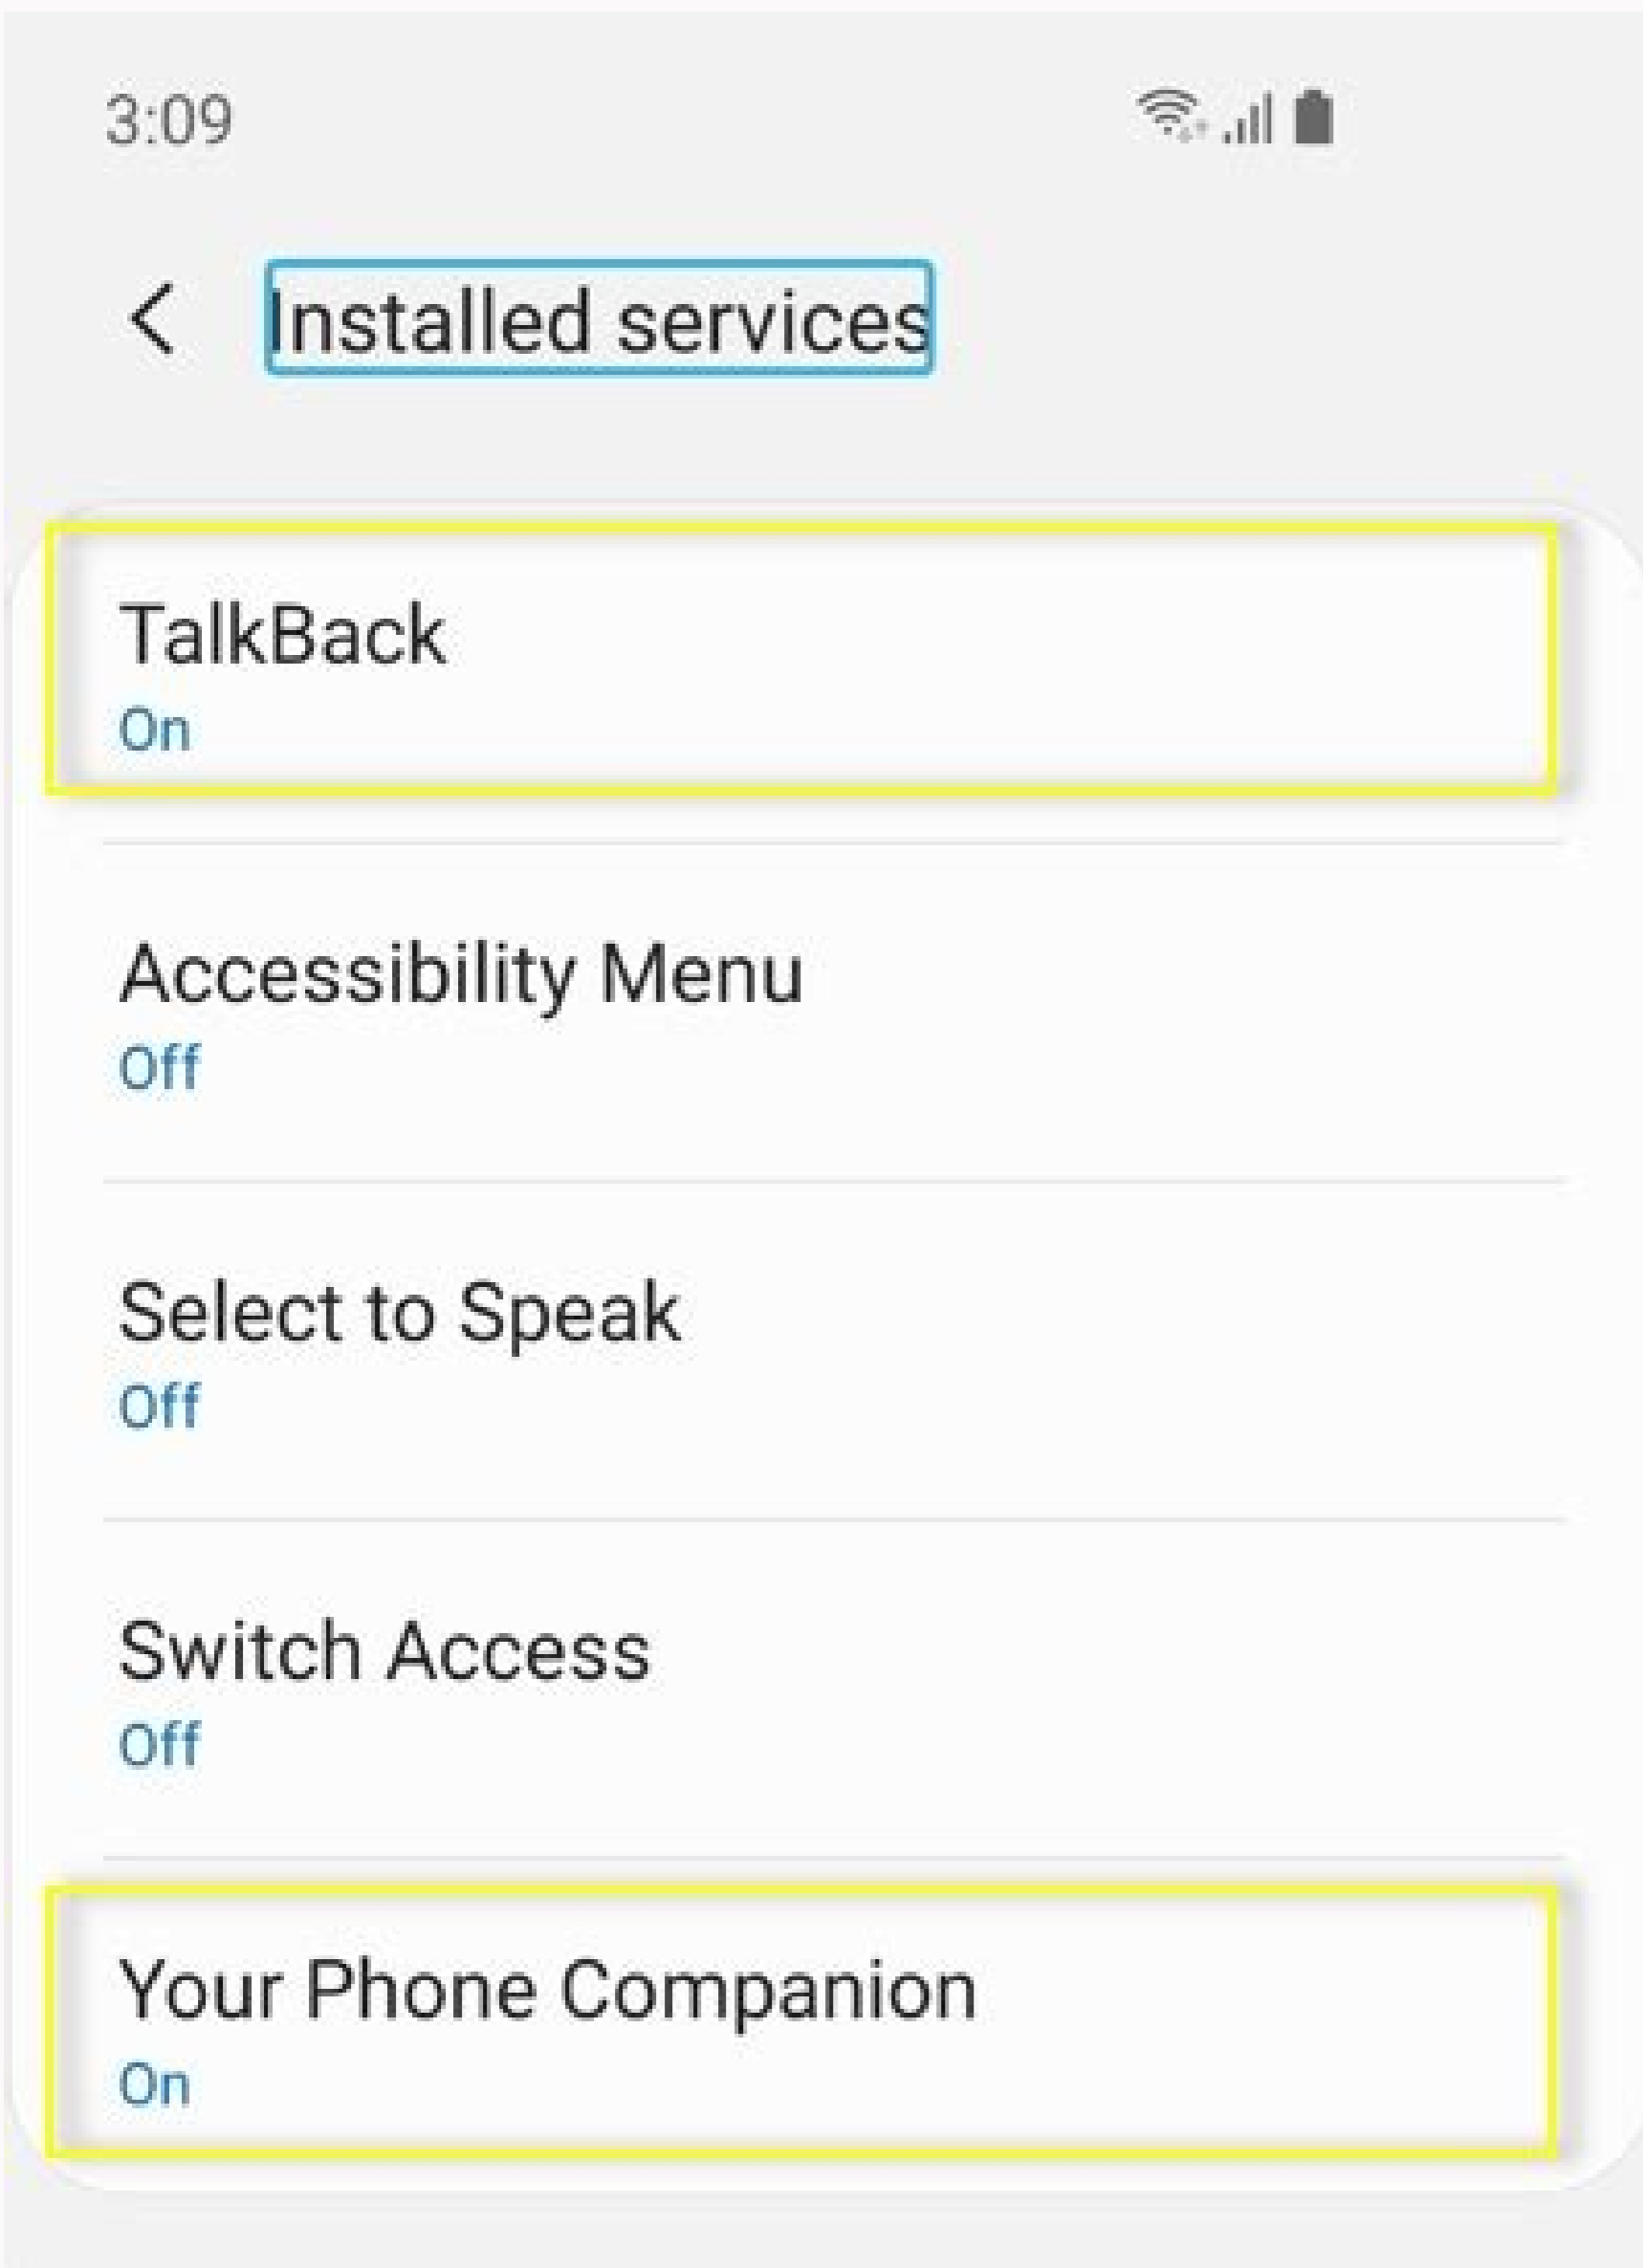 3:09
Installed services
TalkBack
On
Accessibility Menu
Off
Select to Speak
Off
Switch Access
Off
Your Phone Companion
On